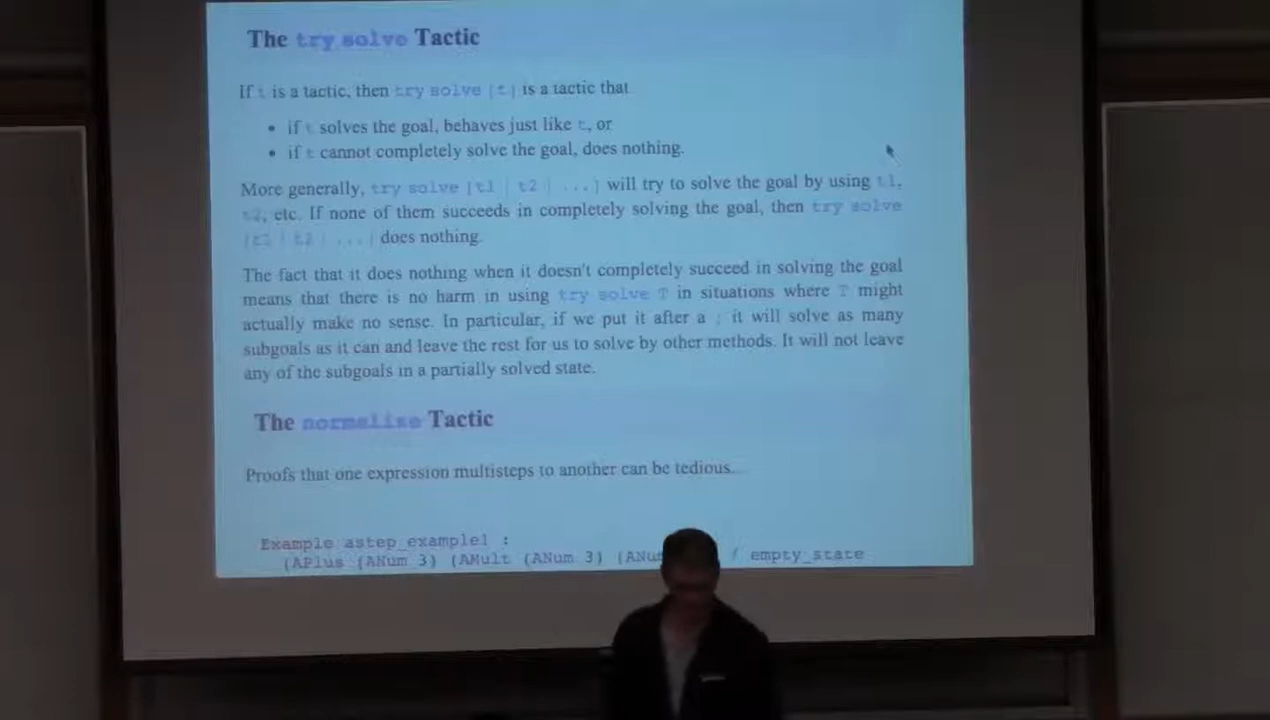 The try solve Tactic
If t is a tactic, then try solve [t] is a tactic that
• if t solves the goal, behaves just like t, or
• if t cannot completely solve the goal, does nothing.
More generally, try solve [t1 | t2 | ...] will try to solve the goal by using t1,
t2, etc. If none of them succeeds in completely solving the goal, then try solve
[t1 | t2 | ...] does nothing.
The fact that it does nothing when it doesn't completely succeed in solving the goal
means that there is no harm in using try solve T in situations where T might
actually make no sense. In particular, if we put it after a ; it will solve as many
subgoals as it can and leave the rest for us to solve by other methods. It will not leave
any of the subgoals in a partially solved state.
The normalize Tactic
Proofs that one expression multisteps to another can be tedious...
Example astep_example1 :
(APlus (ANum 3) (AMult (ANum 3) (ANu / empty_state